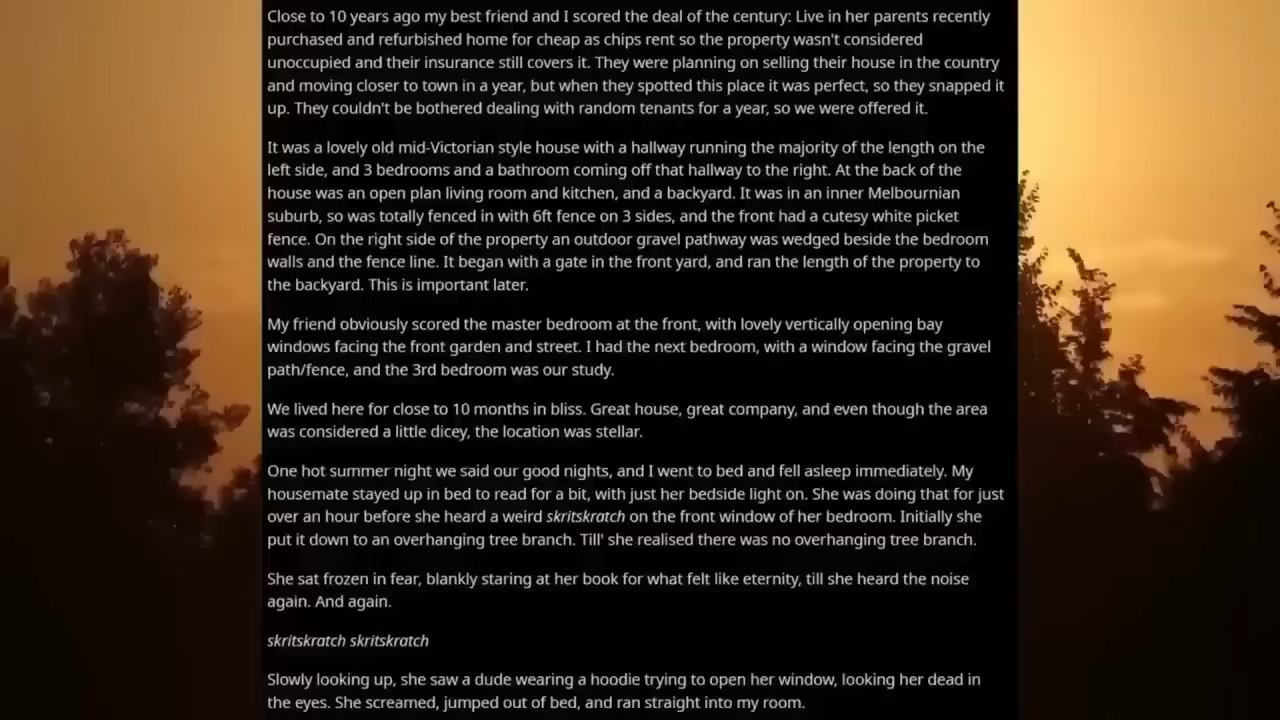 Close to 10 years ago my best friend and I scored the deal of the century: Live in her parents recently
purchased and refurbished home for cheap as chips rent so the property wasn't considered
unoccupied and their insurance still covers it. They were planning on selling their house in the country
and moving closer to town in a year, but when they spotted this place it was perfect, so they snapped it
up. They couldn't be bothered dealing with random tenants for a year, so we were offered it.
It was a lovely old mid-Victorian style house with a hallway running the majority of the length on the
left side, and 3 bedrooms and a bathroom coming off that hallway to the right. At the back of the
house was an open plan living room and kitchen, and a backyard. It was in an inner Melbournian
suburb, so was totally fenced in with 6ft fence on 3 sides, and the front had a cutesy white picket
fence. On the right side of the property an outdoor gravel pathway was wedged beside the bedroom
walls and the fence line. It began with a gate in the front yard, and ran the length of the property to
the backyard. This is important later.
My friend obviously scored the master bedroom at the front, with lovely vertically opening bay
windows facing the front garden and street. I had the next bedroom, with a window facing the gravel
path/fence, and the 3rd bedroom was our study.
We lived here for close to 10 months in bliss. Great house, great company, and even though the area
was considered a little dicey, the location was stellar.
One hot summer night we said our good nights, and I went to bed and fell asleep immediately. My
housemate stayed up in bed to read for a bit, with just her bedside light on. She was doing that for just
over an hour before she heard a weird skritskratch on the front window of her bedroom. Initially she
put it down to an overhanging tree branch. Till' she realised there was no overhanging tree branch.
She sat frozen in fear, blankly staring at her book for what felt like eternity, till she heard the noise
again. And again.
skritskratch skritskratch
Slowly looking up, she saw a dude wearing a hoodie trying to open her window, looking her dead in
the eyes. She screamed, jumped out of bed, and ran straight into my room.